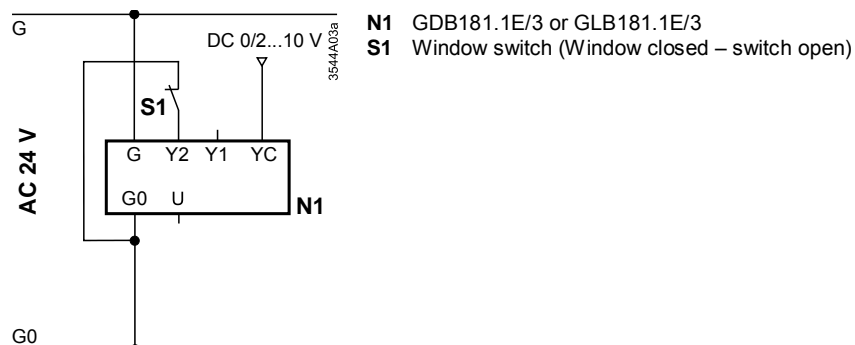 G
DC 0/2...10 V
3544A03a
S1
AC 24 V
G Y2 Y1 YC
G0 U
N1
G0
N1 GDB181.1E/3 or GLB181.1E/3
S1 Window switch (Window closed – switch open)